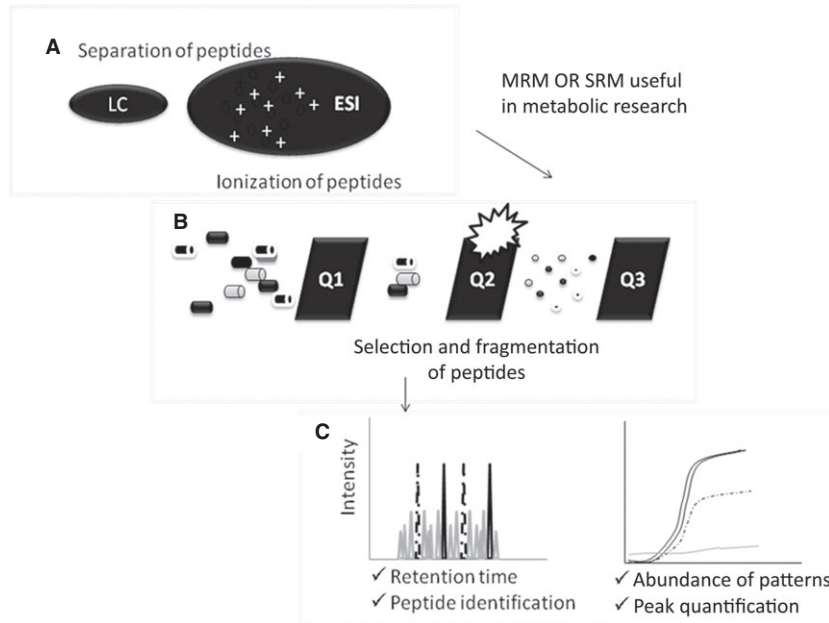 A
Separation of peptides
LC
ESI
Ionization of peptides
MRM OR SRM useful
in metabolic research
B
Q1
Q2
Q3
Selection and fragmentation
of peptides
C
Intensity
✓ Retention time
✓ Peptide identification
✓ Abundance of patterns
✓ Peak quantification